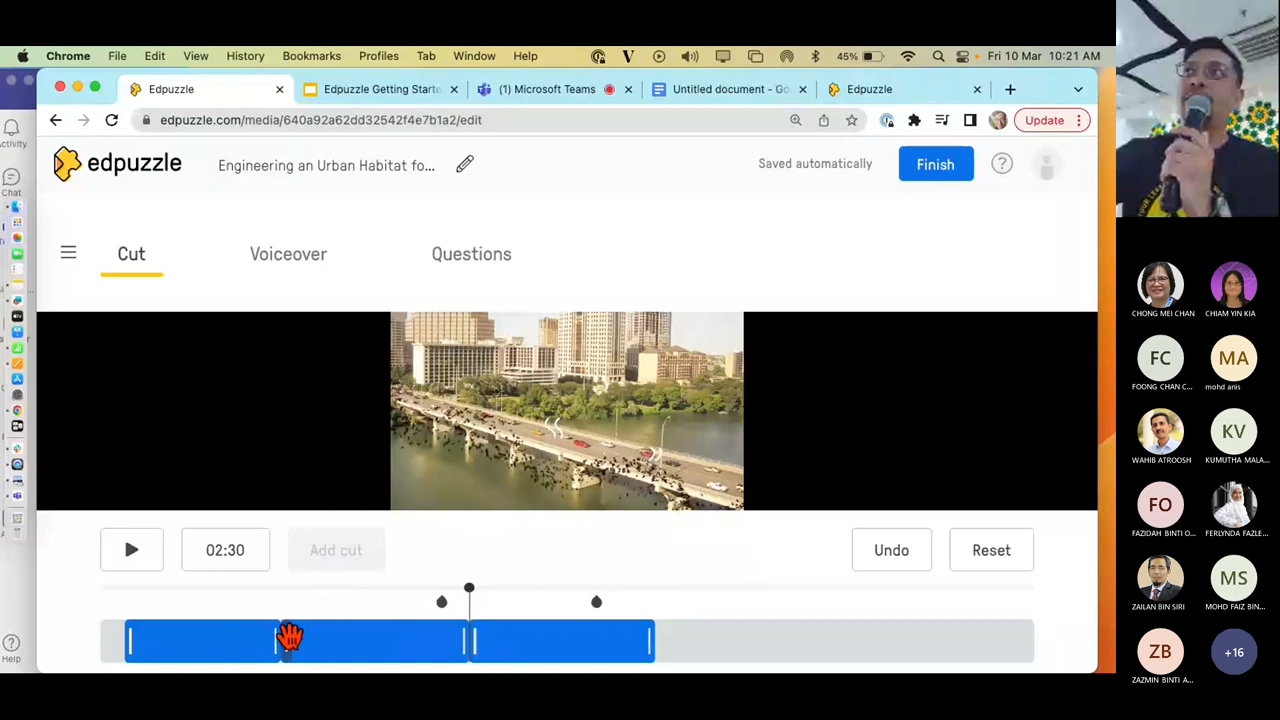 Chrome File Edit View History Bookmarks Profiles Tab Window Help V 45% Fri 10 Mar 10:21 AM
Edpuzzle Edpuzzle Getting Starte (1) Microsoft Teams Untitled document - Go Edpuzzle
edpuzzle.com/media/640a92a62dd32542f4e7b1a2/edit Update
edpuzzle Engineering an Urban Habitat fo... Saved automatically Finish ?
Activity
Chat
Cut Voiceover Questions
02:30 Add cut Undo Reset
Help
CHONG MEI CHAN CHIAM YIN KIA
FC MA
FOONG CHAN C... mohd anis
KV
WAHIB ATROOSH KUMUTHA MALA...
FO
FAZIDAH BINTI O... FERLYNDA FAZLE...
MS
ZAILAN BIN SIRI MOHD FAIZ BIN...
ZB +16
ZAZMIN BINTI A...